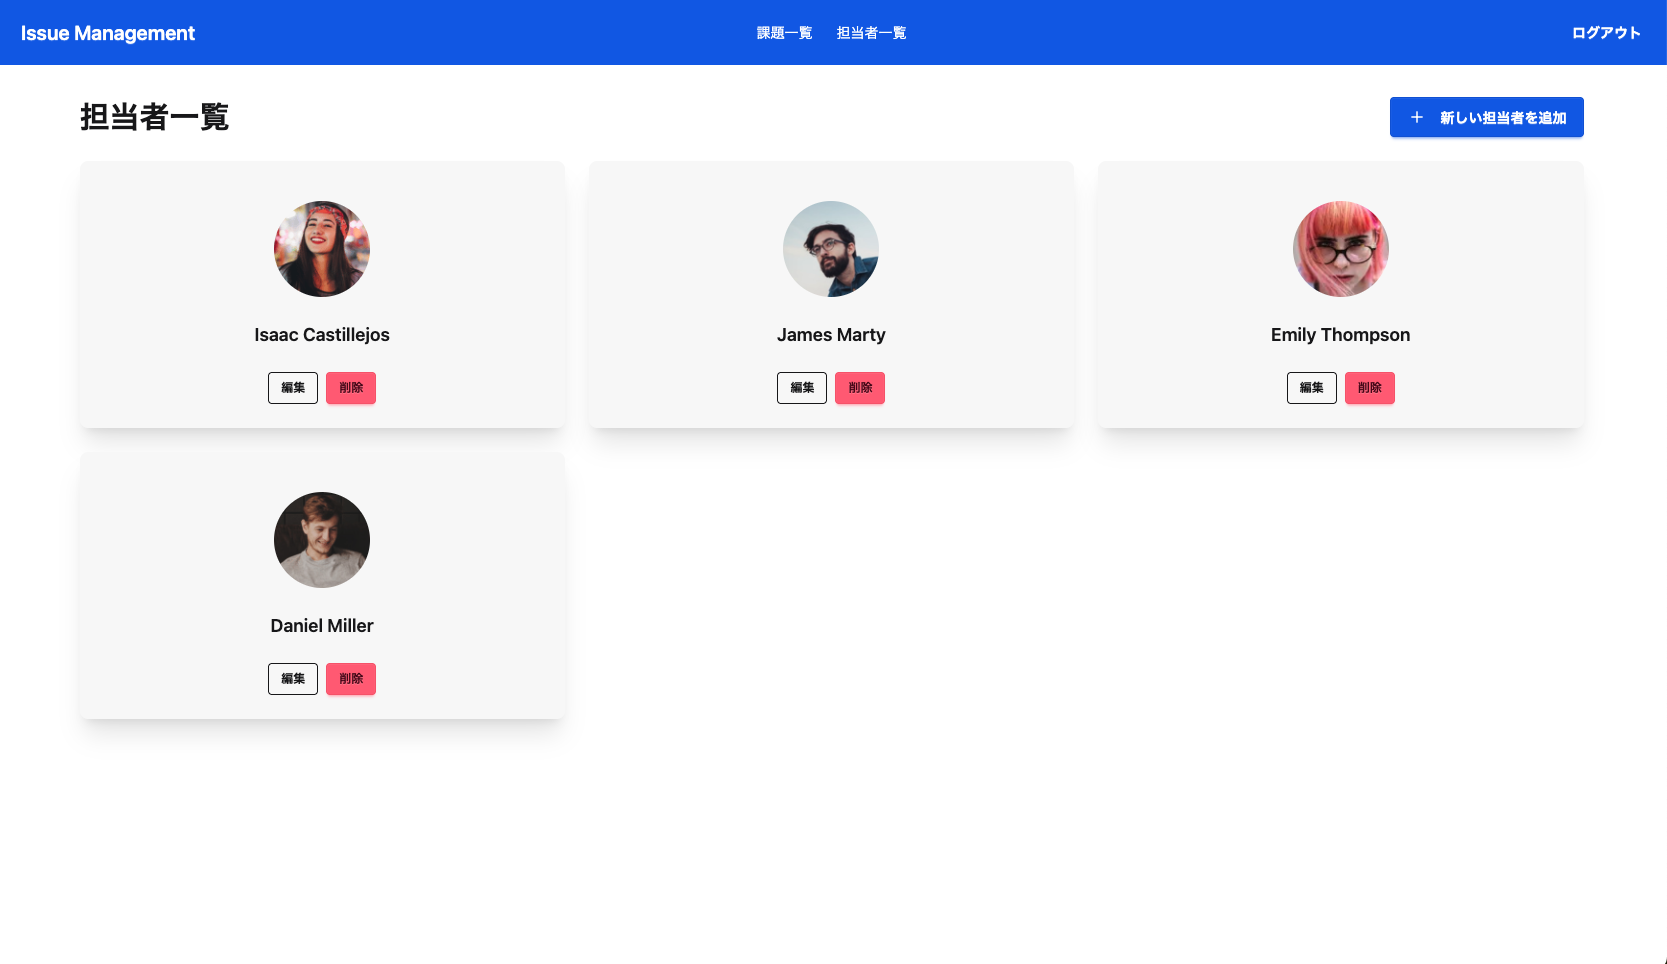 Issue Management
課題一覧 担当者一覧
ログアウト
担当者一覧
+ 新しい担当者を追加
Isaac Castillejos
編集 削除
James Marty
編集 削除
Emily Thompson
編集 削除
Daniel Miller
編集 削除